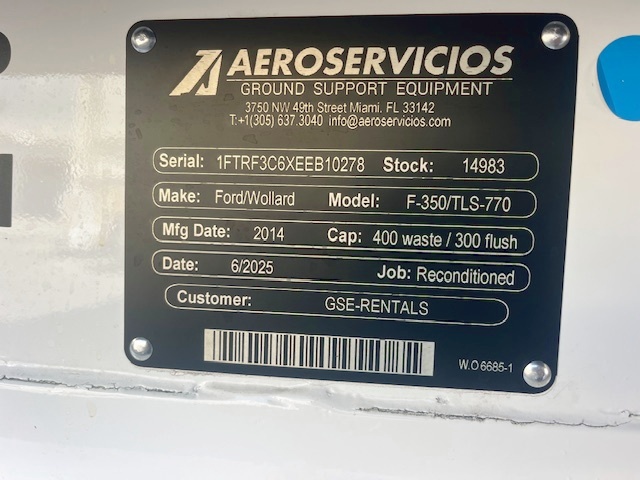 AEROSERVICIOS
GROUND SUPPORT EQUIPMENT
3750 NW 49th Street Miami. FL 33142
T:+1(305) 637.3040 info@aeroservicios.com
Serial: 1FTRF3C6XEEB10278 Stock: 14983
Make: Ford/Wollard Model: F-350/TLS-770
Mfg Date: 2014 Cap: 400 waste / 300 flush
Date: 6/2025 Job: Reconditioned
Customer: GSE-RENTALS
W.O 6685-1